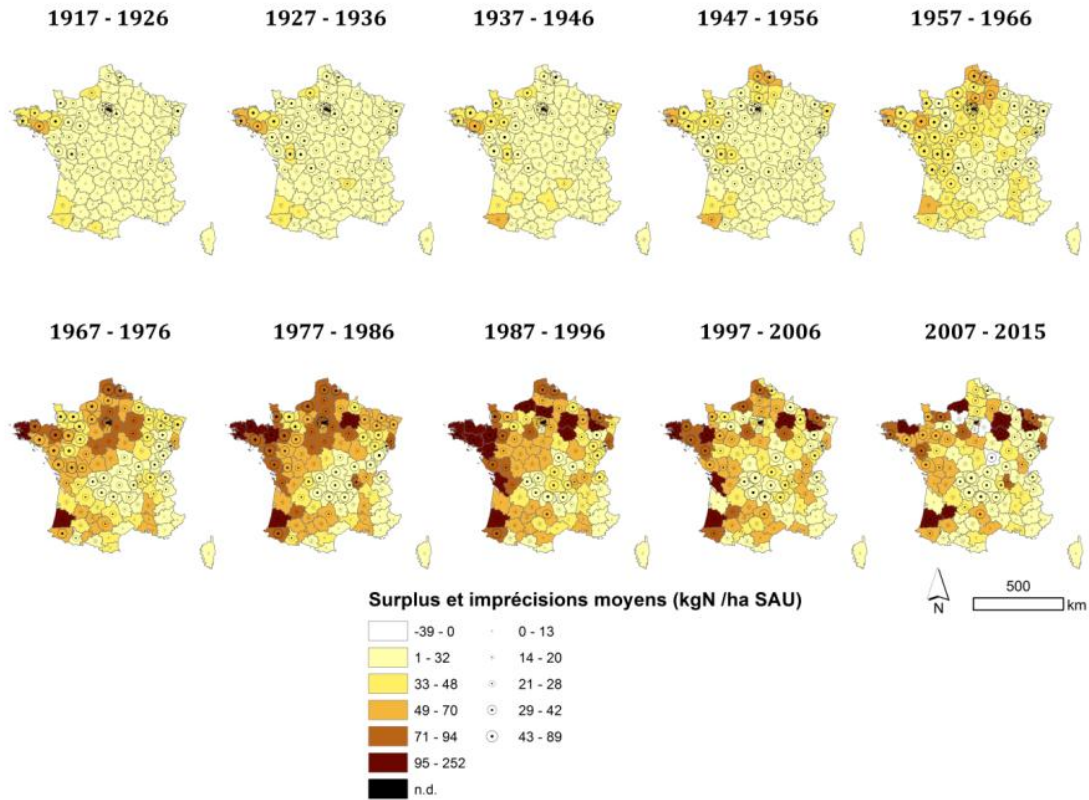 1917 - 1926 1927 - 1936 1937 - 1946 1947 - 1956 1957 - 1966
1967 - 1976 1977 - 1986 1987 - 1996 1997 - 2006 2007 - 2015
N 500 km
Surplus et imprécisions moyens (kgN /ha SAU)
-39 - 0 0 - 13
1 - 32 14 - 20
33 - 48 21 - 28
49 - 70 29 - 42
71 - 94 43 - 89
95 - 252
n.d.